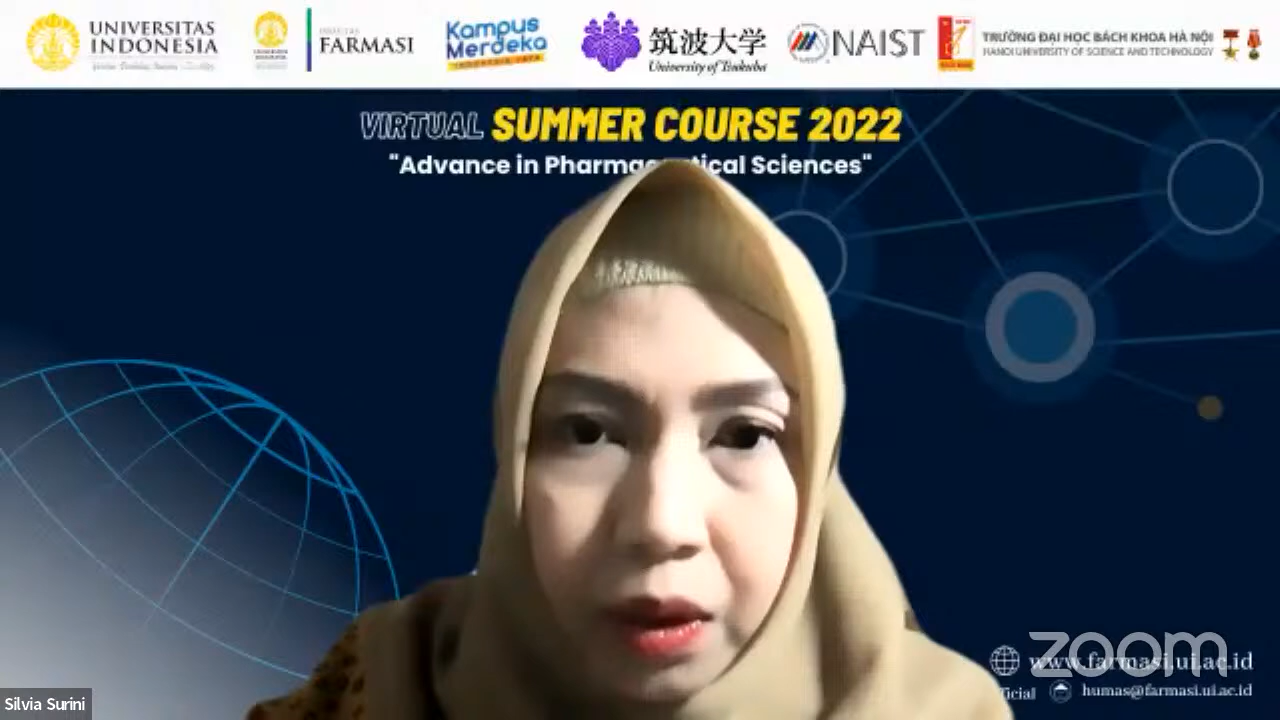 UNIVERSITAS
INDONESIA
FARMASI
Kampus
Merdeka
INDONESIA JAYA
筑波大学
University of Tsukuba
NAIST
TRƯỜNG ĐẠI HỌC BÁCH KHOA HÀ NỘI
HANOI UNIVERSITY OF SCIENCE AND TECHNOLOGY
VIRTUAL SUMMER COURSE 2022
"Advance in Pharma tical Sciences"
zoom
www.farmasi.ui.ac.id
humas@farmasi.ui.ac.id
Silvia Surini